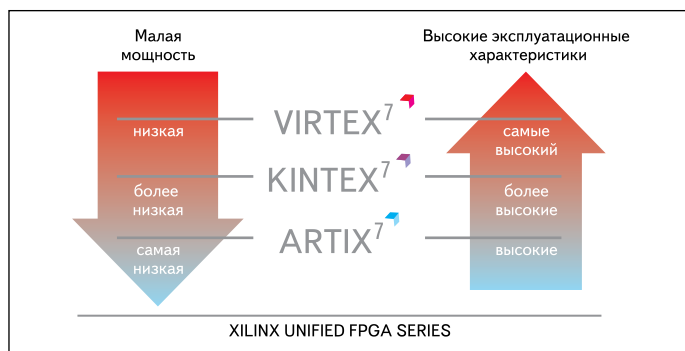 Малая
мощность
Высокие эксплуатационные
характеристики
низкая
VIRTEX7
самые
высокий
более
низкая
KINTEX7
более
высокие
самая
низкая
ARTIX7
высокие
XILINX UNIFIED FPGA SERIES